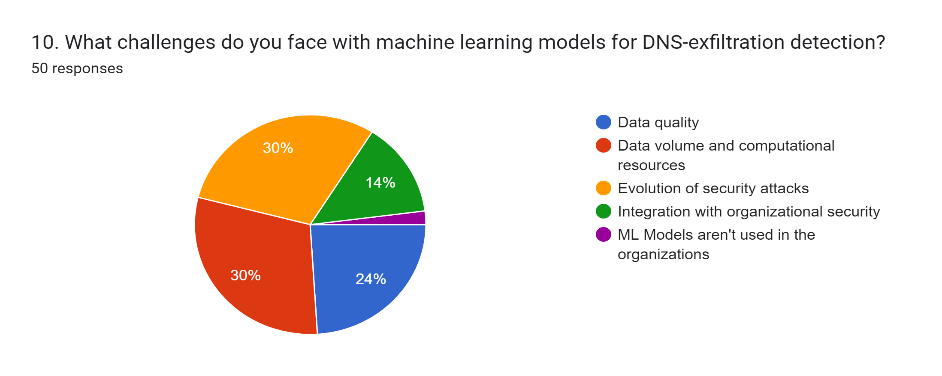 10. What challenges do you face with machine learning models for DNS-exfiltration detection?
50 responses
30%
14%
30%
24%
Data quality
Data volume and computational
resources
Evolution of security attacks
Integration with organizational security
ML Models aren't used in the
organizations